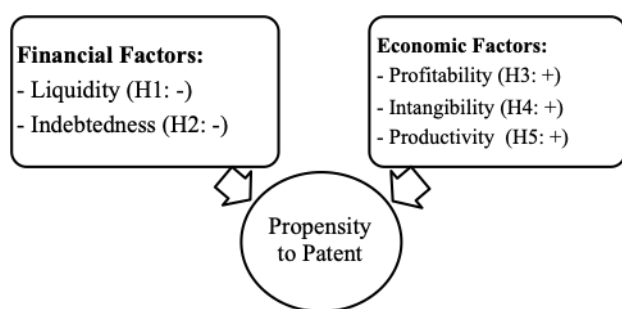 Financial Factors:
- Liquidity (H1: -)
- Indebtedness (H2: -)
Economic Factors:
- Profitability (H3: +)
- Intangibility (H4: +)
- Productivity (H5: +)
Propensity
to Patent